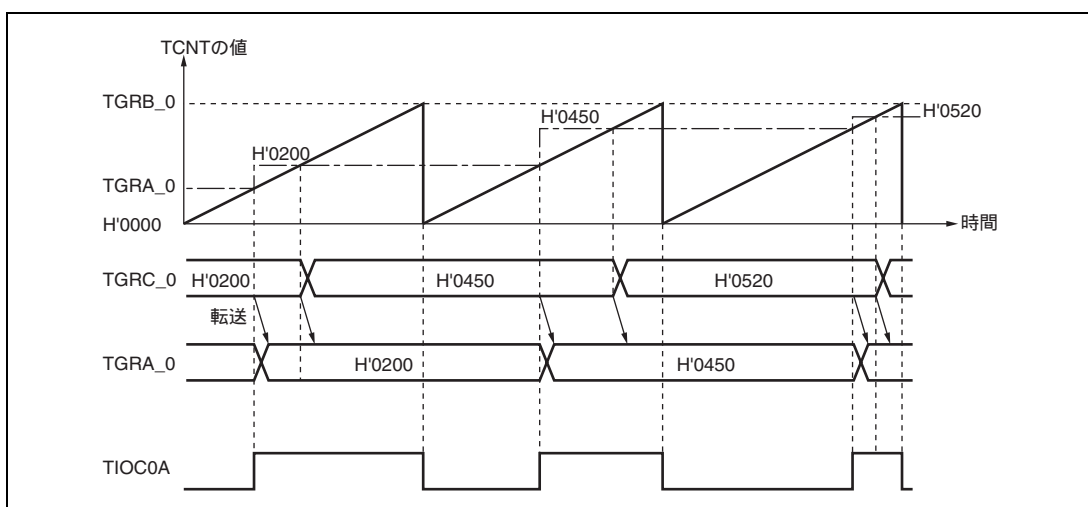 TCNTの値
TGRB_0
H'0520
H'0450
H'0200
TGRA_0
H'0000
時間
TGRC_0
H'0200
H'0450
H'0520
転送
TGRA_0
H'0200
H'0450
TIOC0A